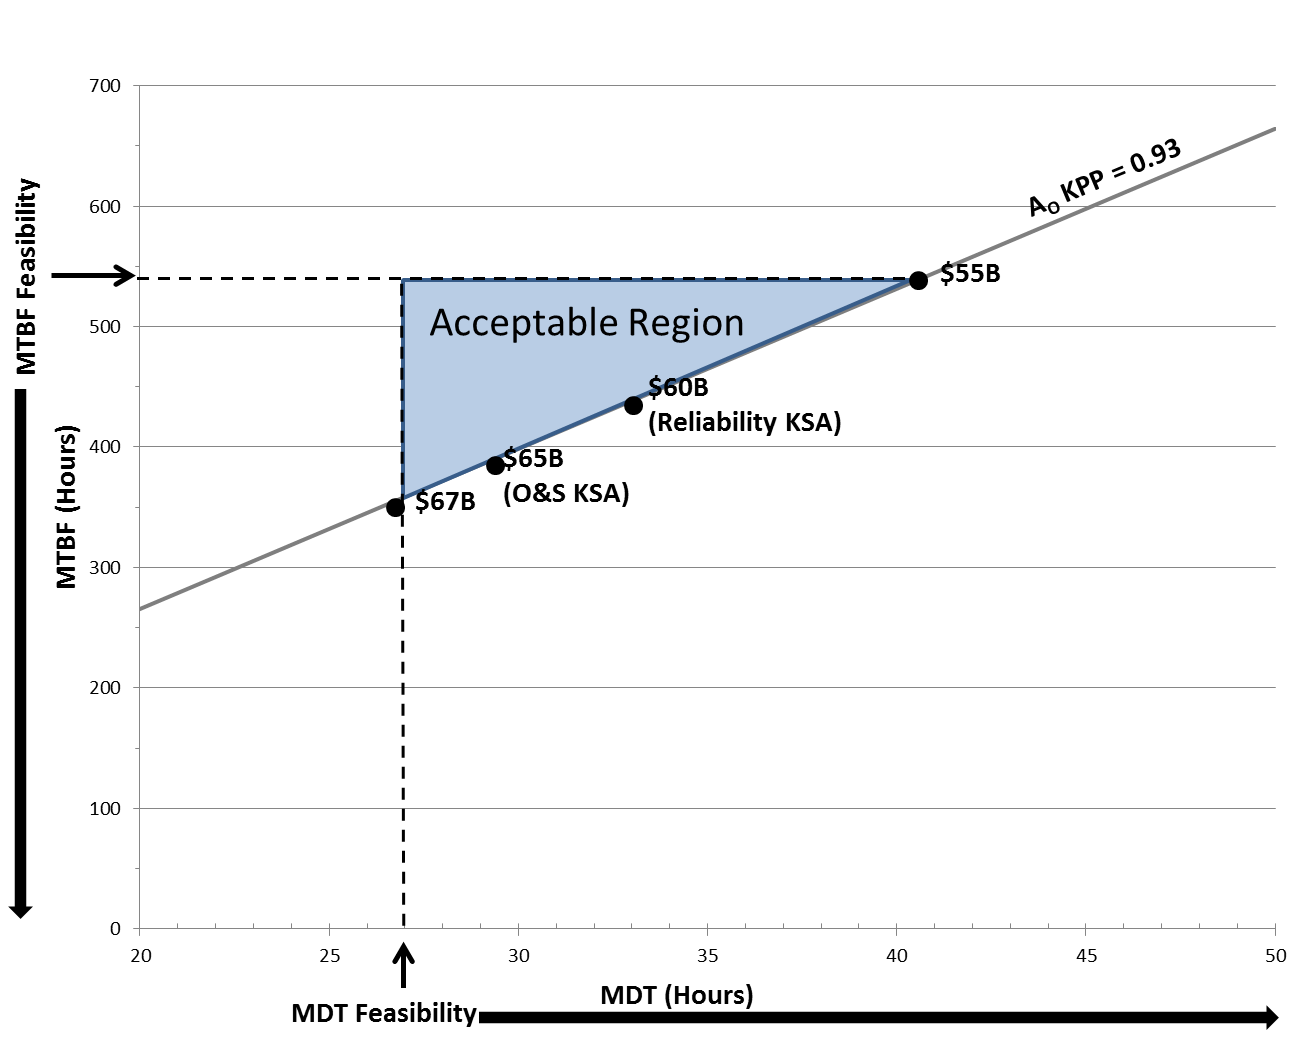 700
600
500
400
300
200
100
0
MTBF Feasibility
MTBF (Hours)
AO KPP = 0.93
$55B
Acceptable Region
$60B
(Reliability KSA)
$65B
(O&S KSA)
$67B
20 25 30 35 40 45 50
MDT (Hours)
MDT Feasibility